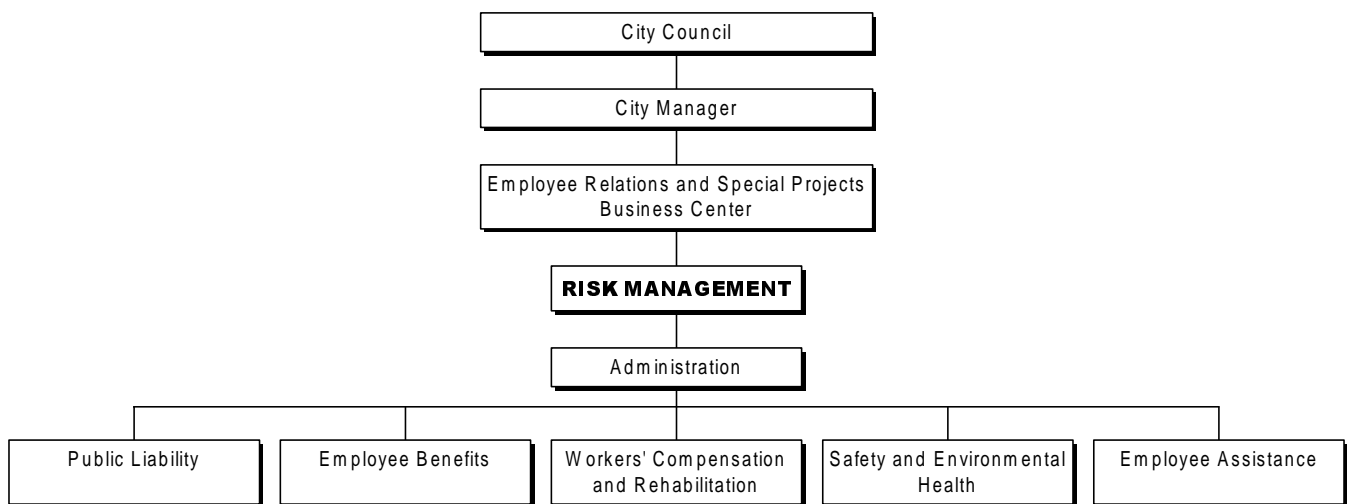 City Council
City Manager
Employee Relations and Special Projects
Business Center
RISK MANAGEMENT
Administration
Public Liability
Employee Benefits
Workers' Compensation
and Rehabilitation
Safety and Environmental
Health
Employee Assistance